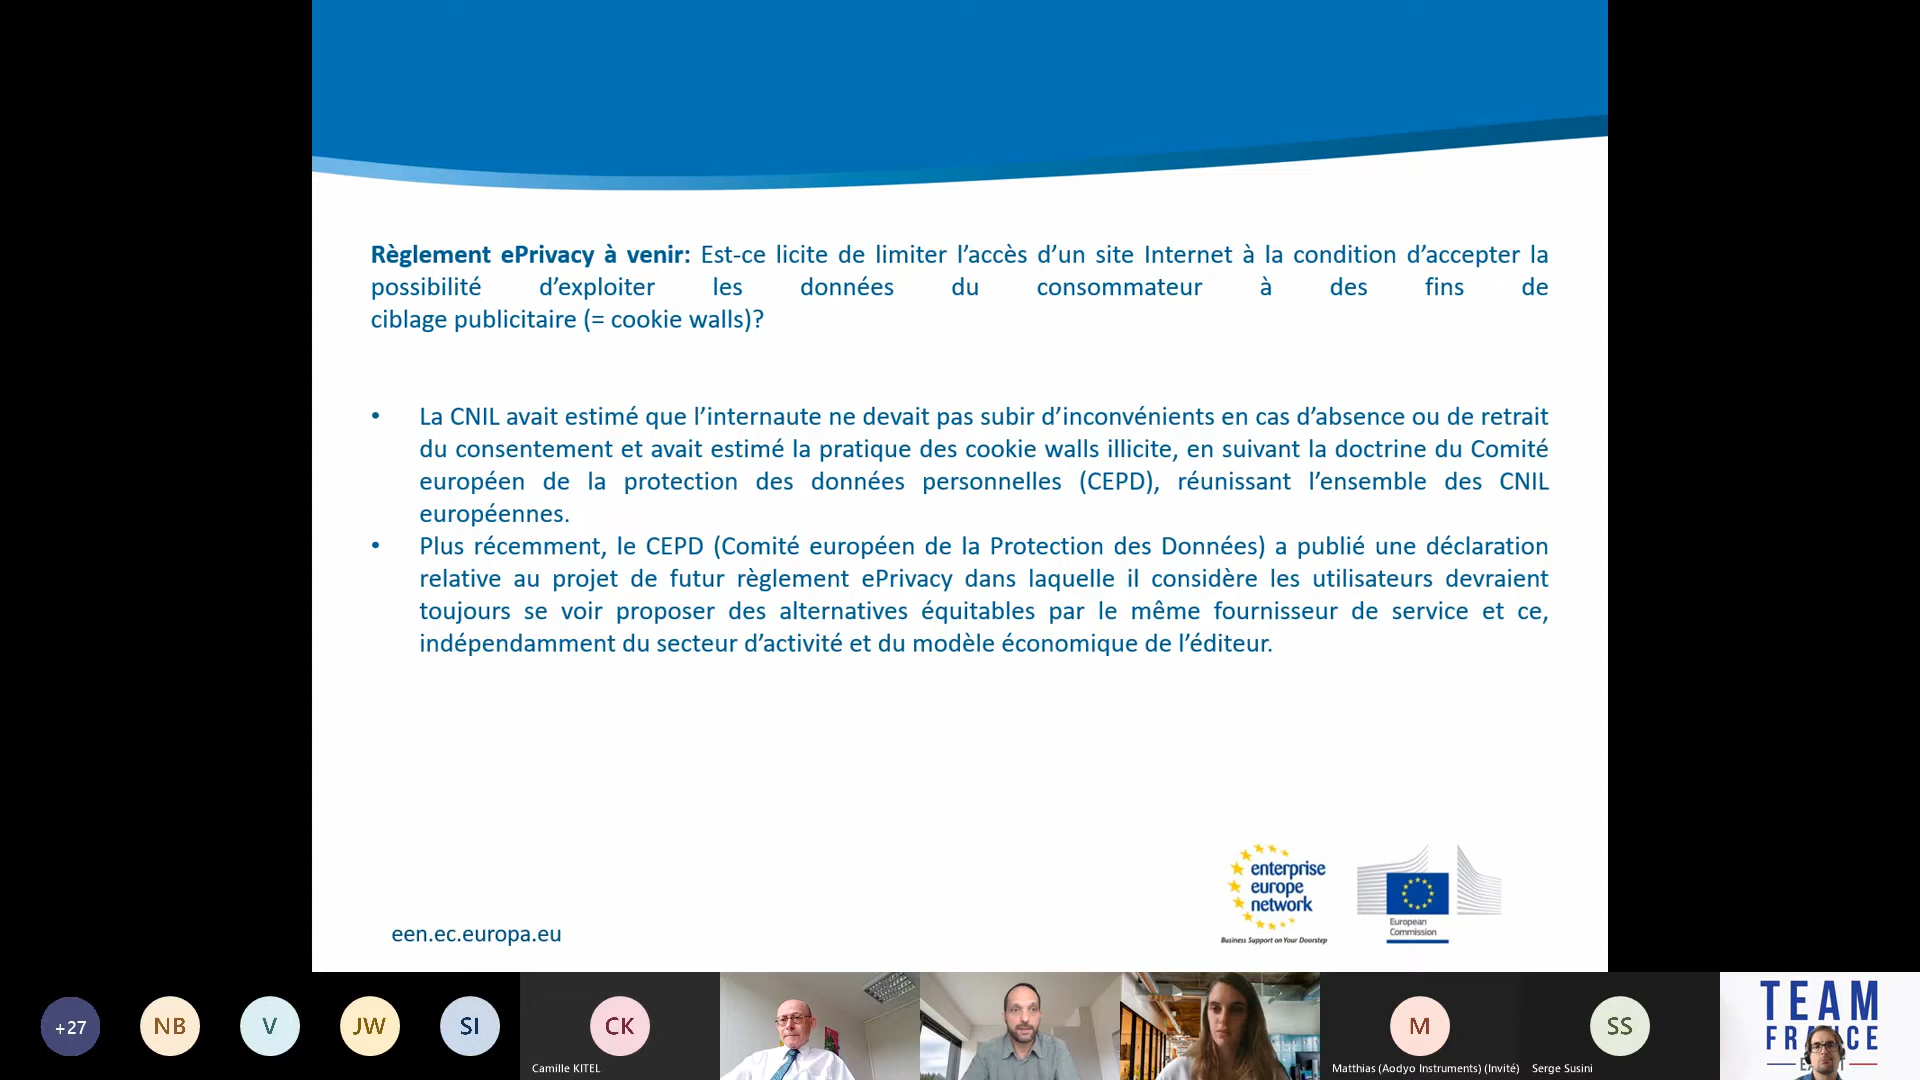 Règlement ePrivacy à venir: Est-ce licite de limiter l’accès d’un site Internet à la condition d’accepter la
possibilité d’exploiter les données du consommateur à des fins de
ciblage publicitaire (= cookie walls)?
• La CNIL avait estimé que l’internaute ne devait pas subir d’inconvénients en cas d’absence ou de retrait
du consentement et avait estimé la pratique des cookie walls illicite, en suivant la doctrine du Comité
européen de la protection des données personnelles (CEPD), réunissant l’ensemble des CNIL
européennes.
• Plus récemment, le CEPD (Comité européen de la Protection des Données) a publié une déclaration
relative au projet de futur règlement ePrivacy dans laquelle il considère les utilisateurs devraient
toujours se voir proposer des alternatives équitables par le même fournisseur de service et ce,
indépendamment du secteur d’activité et du modèle économique de l’éditeur.
enterprise
europe
network
Business Support on Your Doorstep
European
Commission
een.ec.europa.eu
+27
NB
V
JW
SI
CK
Camille KITEL
M
Matthias (Aodyo Instruments) (Invité)
SS
Serge Susini
TEAM
FRANCE